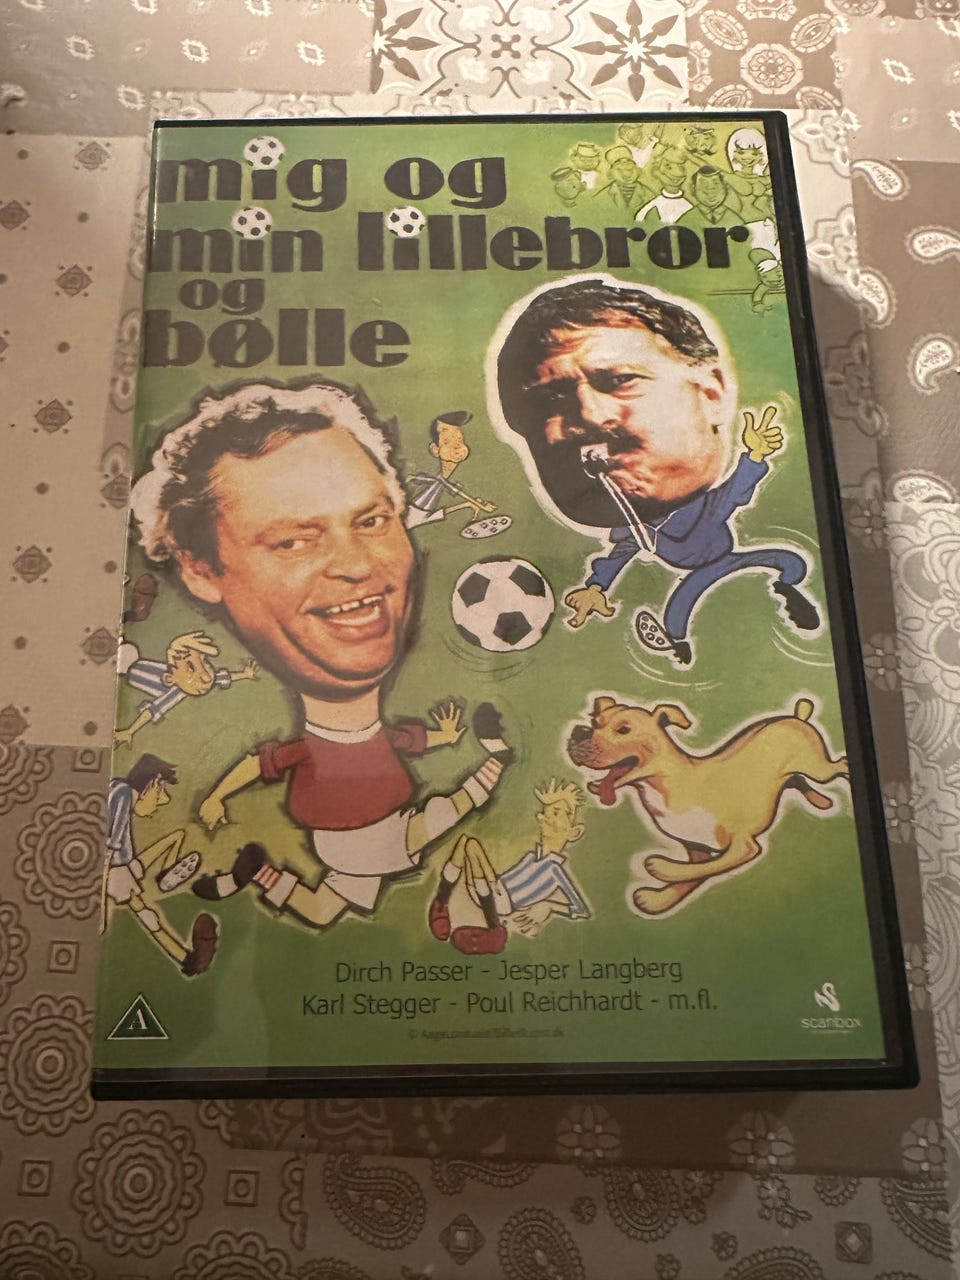 mig og
min lillebror
og
bølle
Dirch Passer - Jesper Langberg
Karl Stegger - Poul Reichhardt - m.fl.
A
scanbox